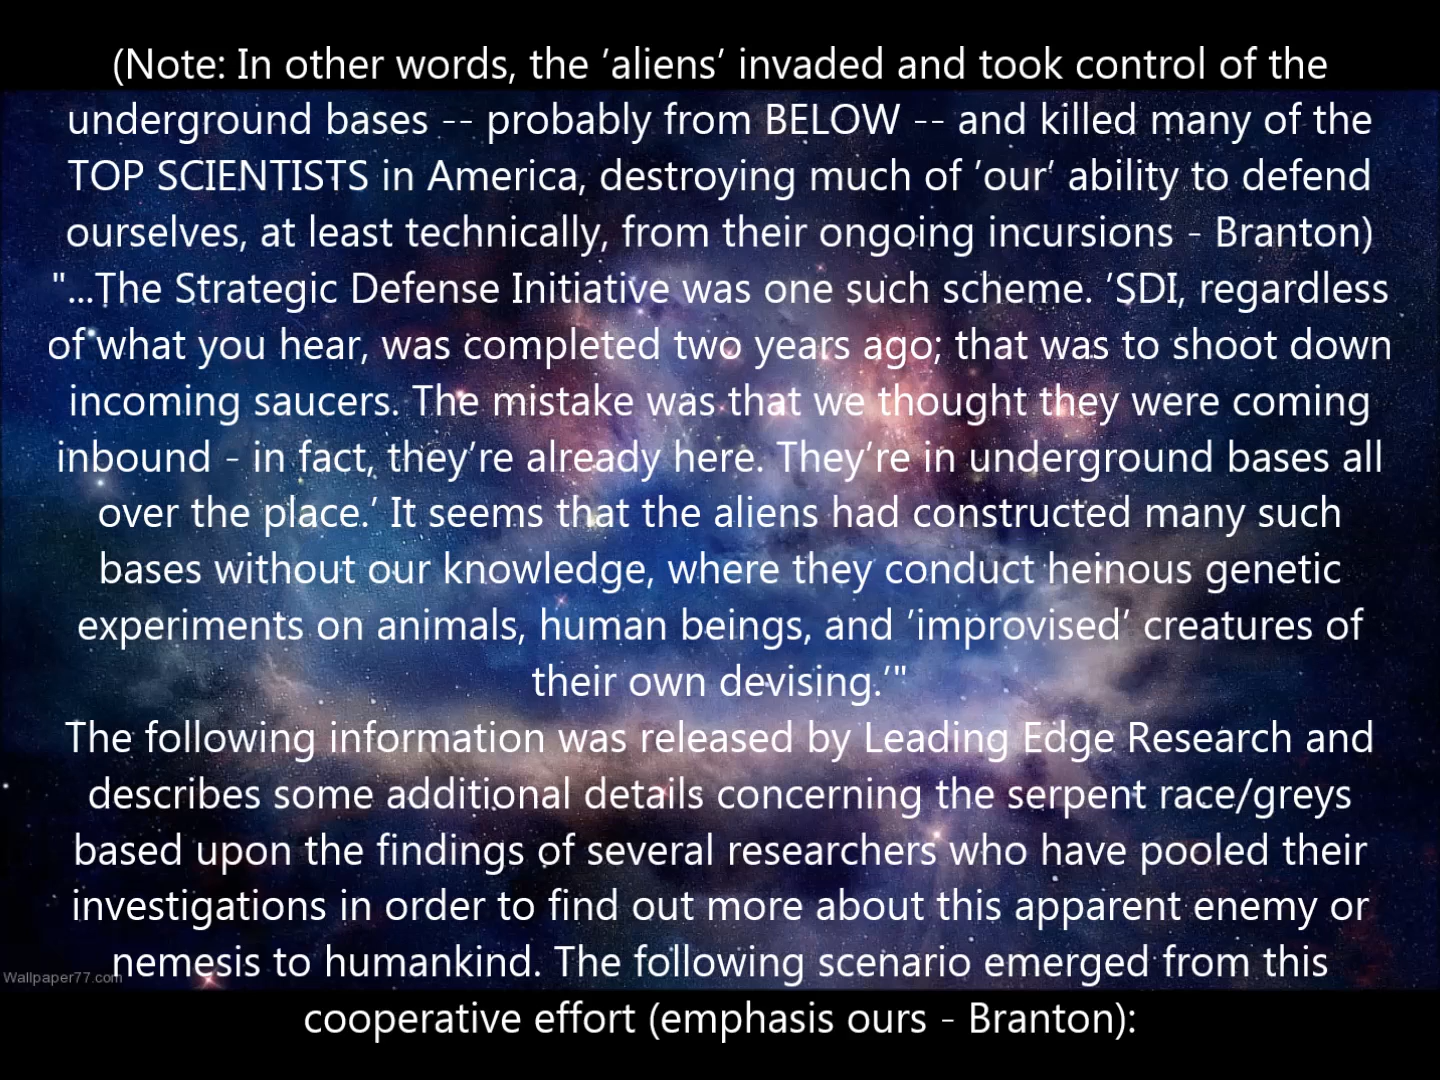 (Note: In other words, the ’aliens’ invaded and took control of the
underground bases -- probably from BELOW -- and killed many of the
TOP SCIENTISTS in America, destroying much of ’our’ ability to defend
ourselves, at least technically, from their ongoing incursions - Branton)
"...The Strategic Defense Initiative was one such scheme. ’SDI, regardless
of what you hear, was completed two years ago; that was to shoot down
incoming saucers. The mistake was that we thought they were coming
inbound - in fact, they’re already here. They’re in underground bases all
over the place.’ It seems that the aliens had constructed many such
bases without our knowledge, where they conduct heinous genetic
experiments on animals, human beings, and ’improvised’ creatures of
their own devising.’"
The following information was released by Leading Edge Research and
describes some additional details concerning the serpent race/greys
based upon the findings of several researchers who have pooled their
investigations in order to find out more about this apparent enemy or
nemesis to humankind. The following scenario emerged from this
cooperative effort (emphasis ours - Branton):
Wallpaper77.com